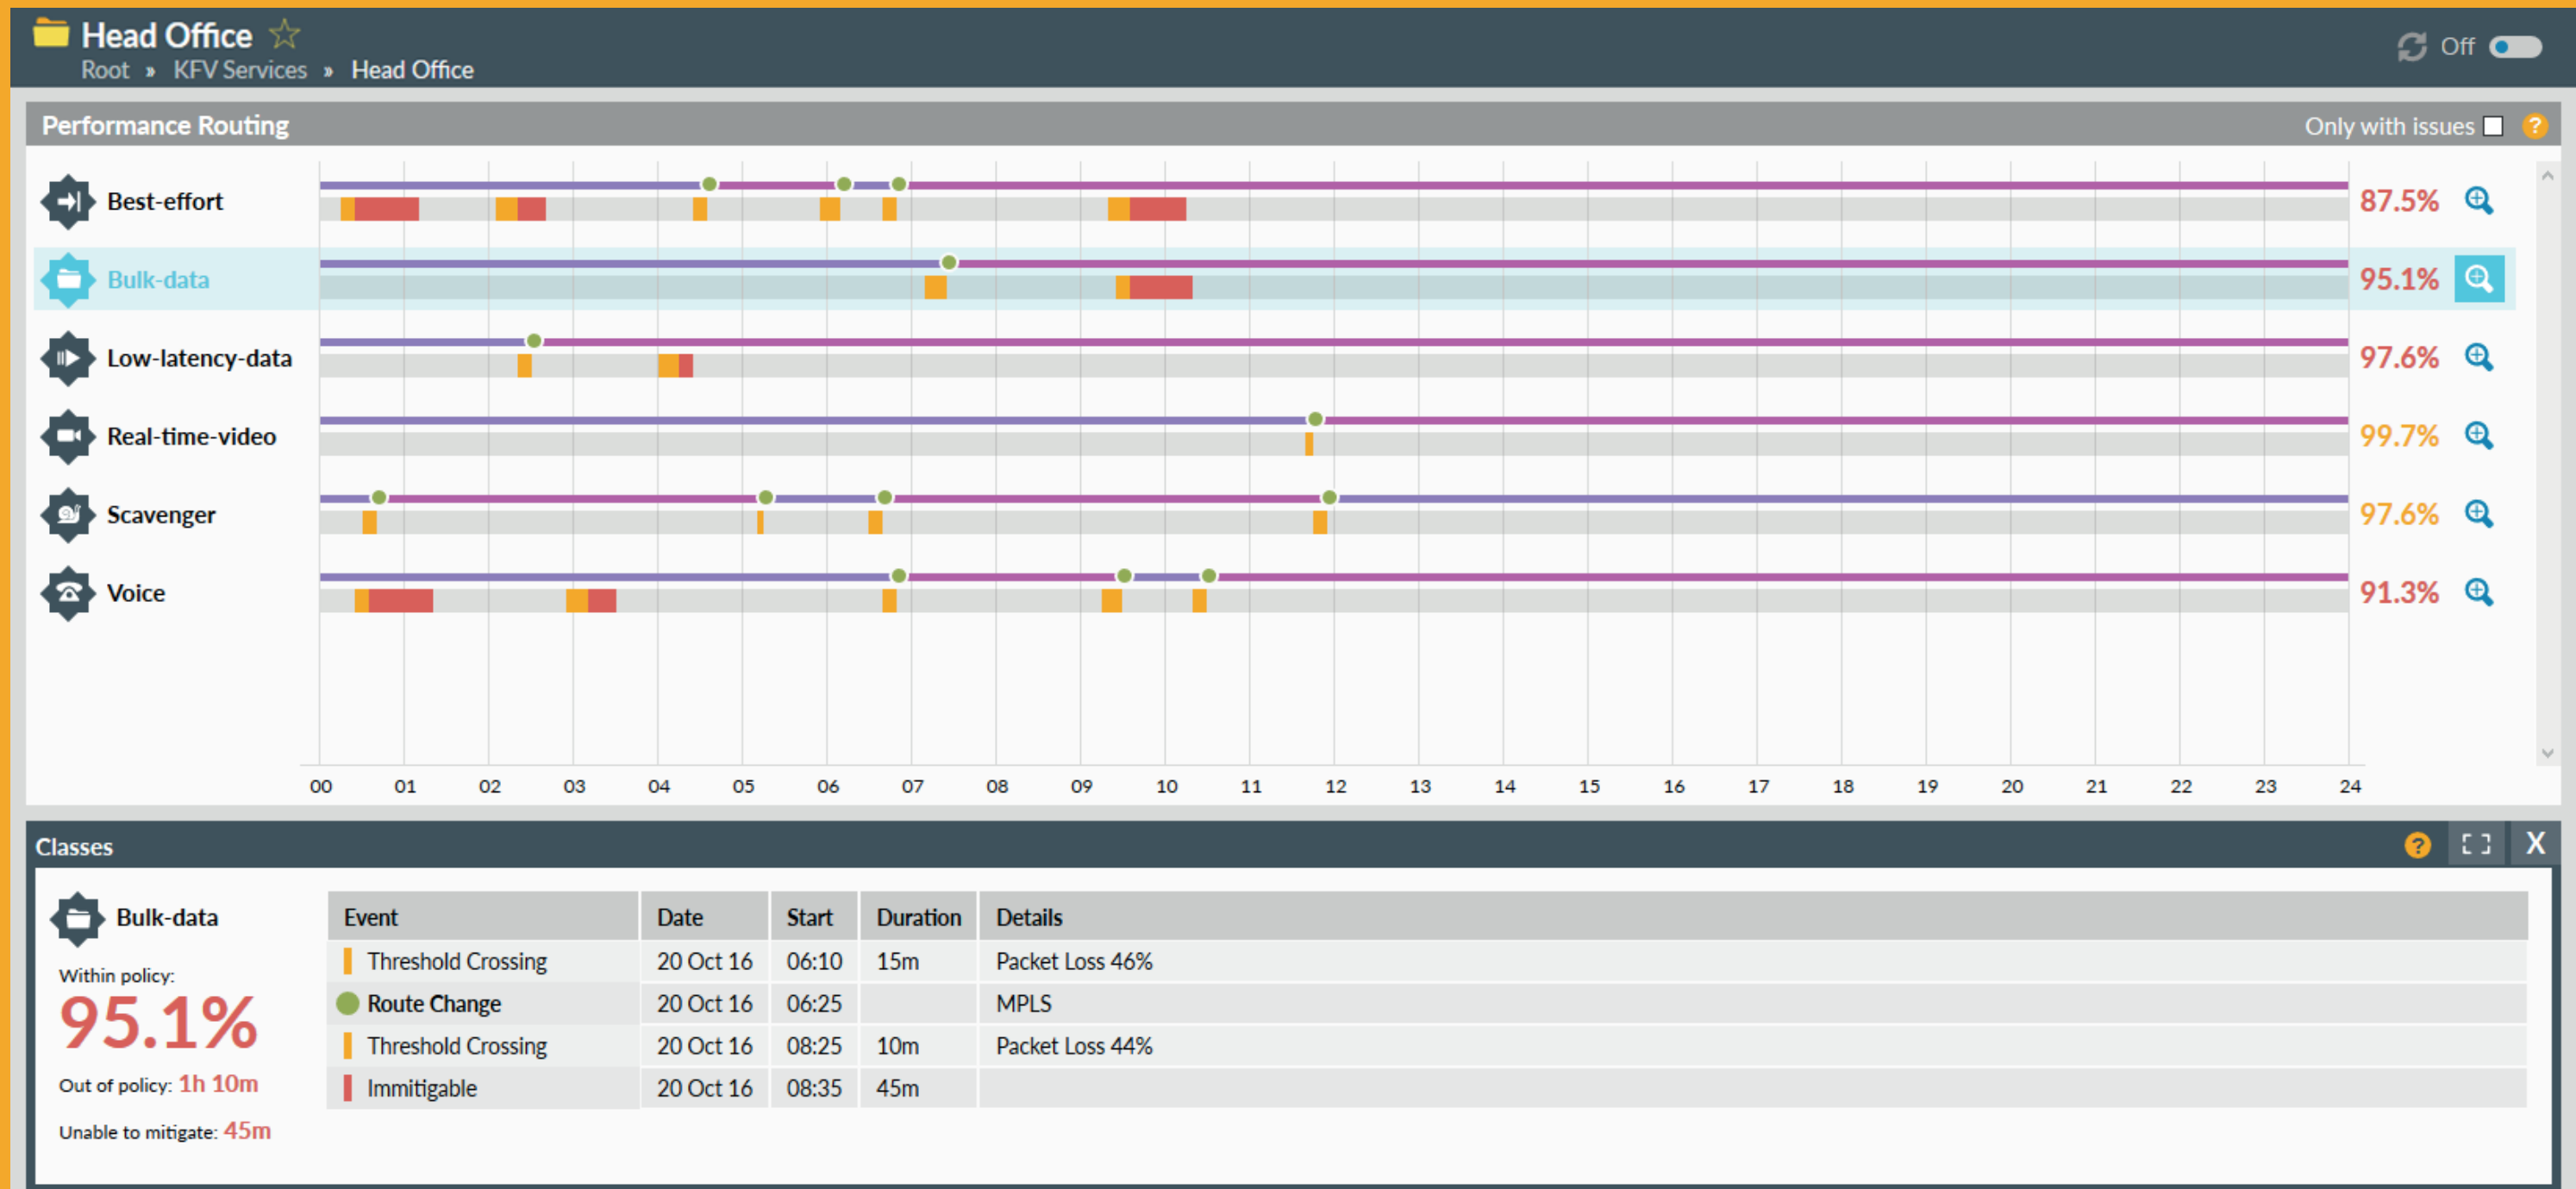 Head Office
Root » KFV Services » Head Office
Off
Performance Routing
Only with issues
?
Best-effort
87.5%
Bulk-data
95.1%
Low-latency-data
97.6%
Real-time-video
99.7%
Scavenger
97.6%
Voice
91.3%
00 01 02 03 04 05 06 07 08 09 10 11 12 13 14 15 16 17 18 19 20 21 22 23 24
Classes
?
X
Bulk-data
Within policy:
95.1%
Out of policy: 1h 10m
Unable to mitigate: 45m
Event Date Start Duration Details
Threshold Crossing 20 Oct 16 06:10 15m Packet Loss 46%
Route Change 20 Oct 16 06:25 MPLS
Threshold Crossing 20 Oct 16 08:25 10m Packet Loss 44%
Immitigable 20 Oct 16 08:35 45m